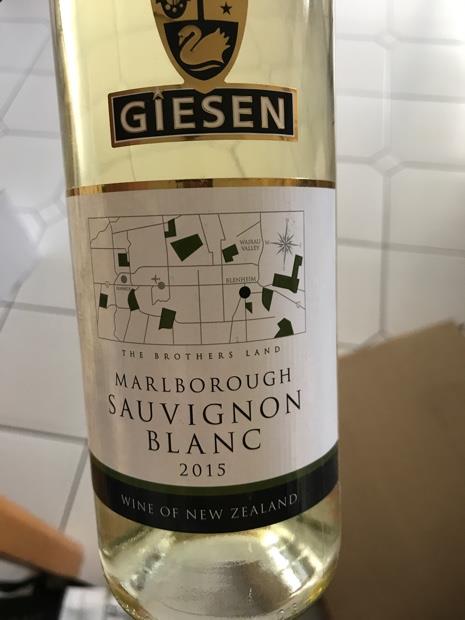 GIESEN
WAIRAU
VALLEY
BLENHEIM
THE BROTHERS LAND
MARLBOROUGH
SAUVIGNON
BLANC
2015
WINE OF NEW ZEALAND